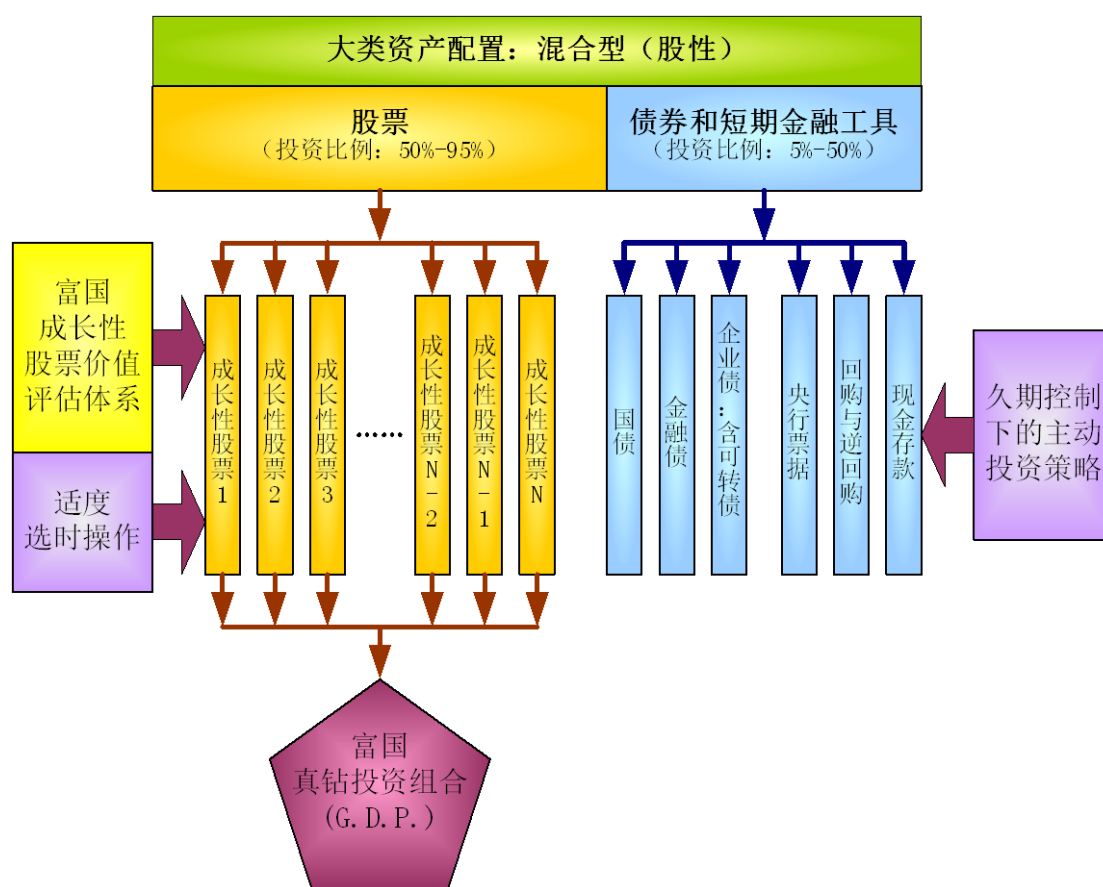 大类资产配置：混合型（股性）
股票
（投资比例：50%-95%）
债券和短期金融工具
（投资比例：5%-50%）
富国
成长性
股票价值
评估体系
适度
选时操作
成长性股票1
成长性股票2
成长性股票3
……
成长性股票N-2
成长性股票N-1
成长性股票N
国债
金融债
企业债：含可转债
央行票据
回购与逆回购
现金存款
久期控制
下的主动
投资策略
富国
真钻投资组合
(G.D.P.)